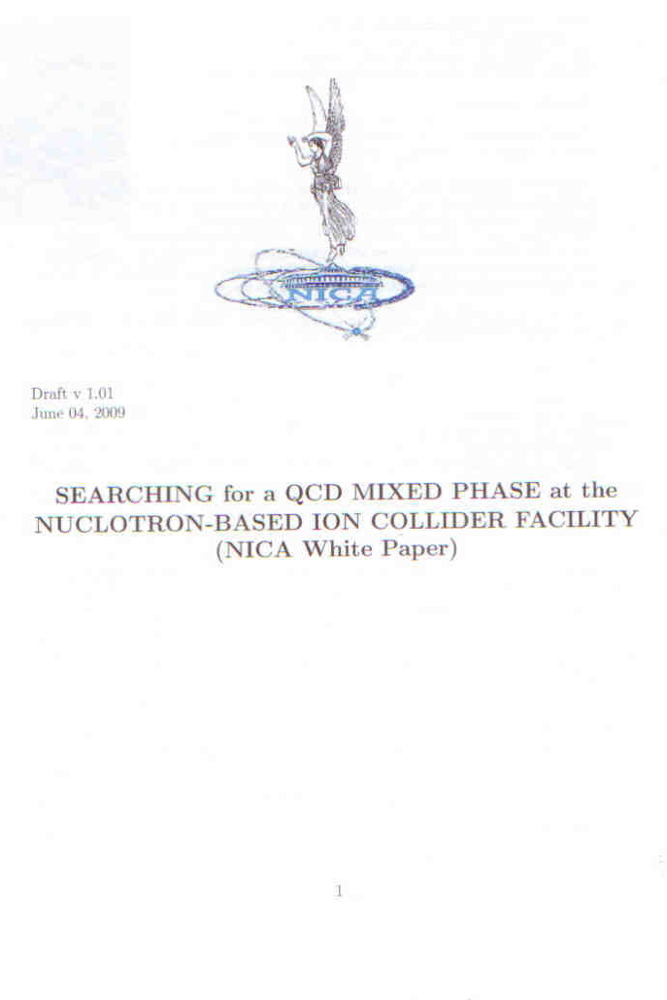 NICA
Draft v 1.01
June 04, 2009
SEARCHING for a QCD MIXED PHASE at the
NUCLOTRON-BASED ION COLLIDER FACILITY
(NICA White Paper)
1